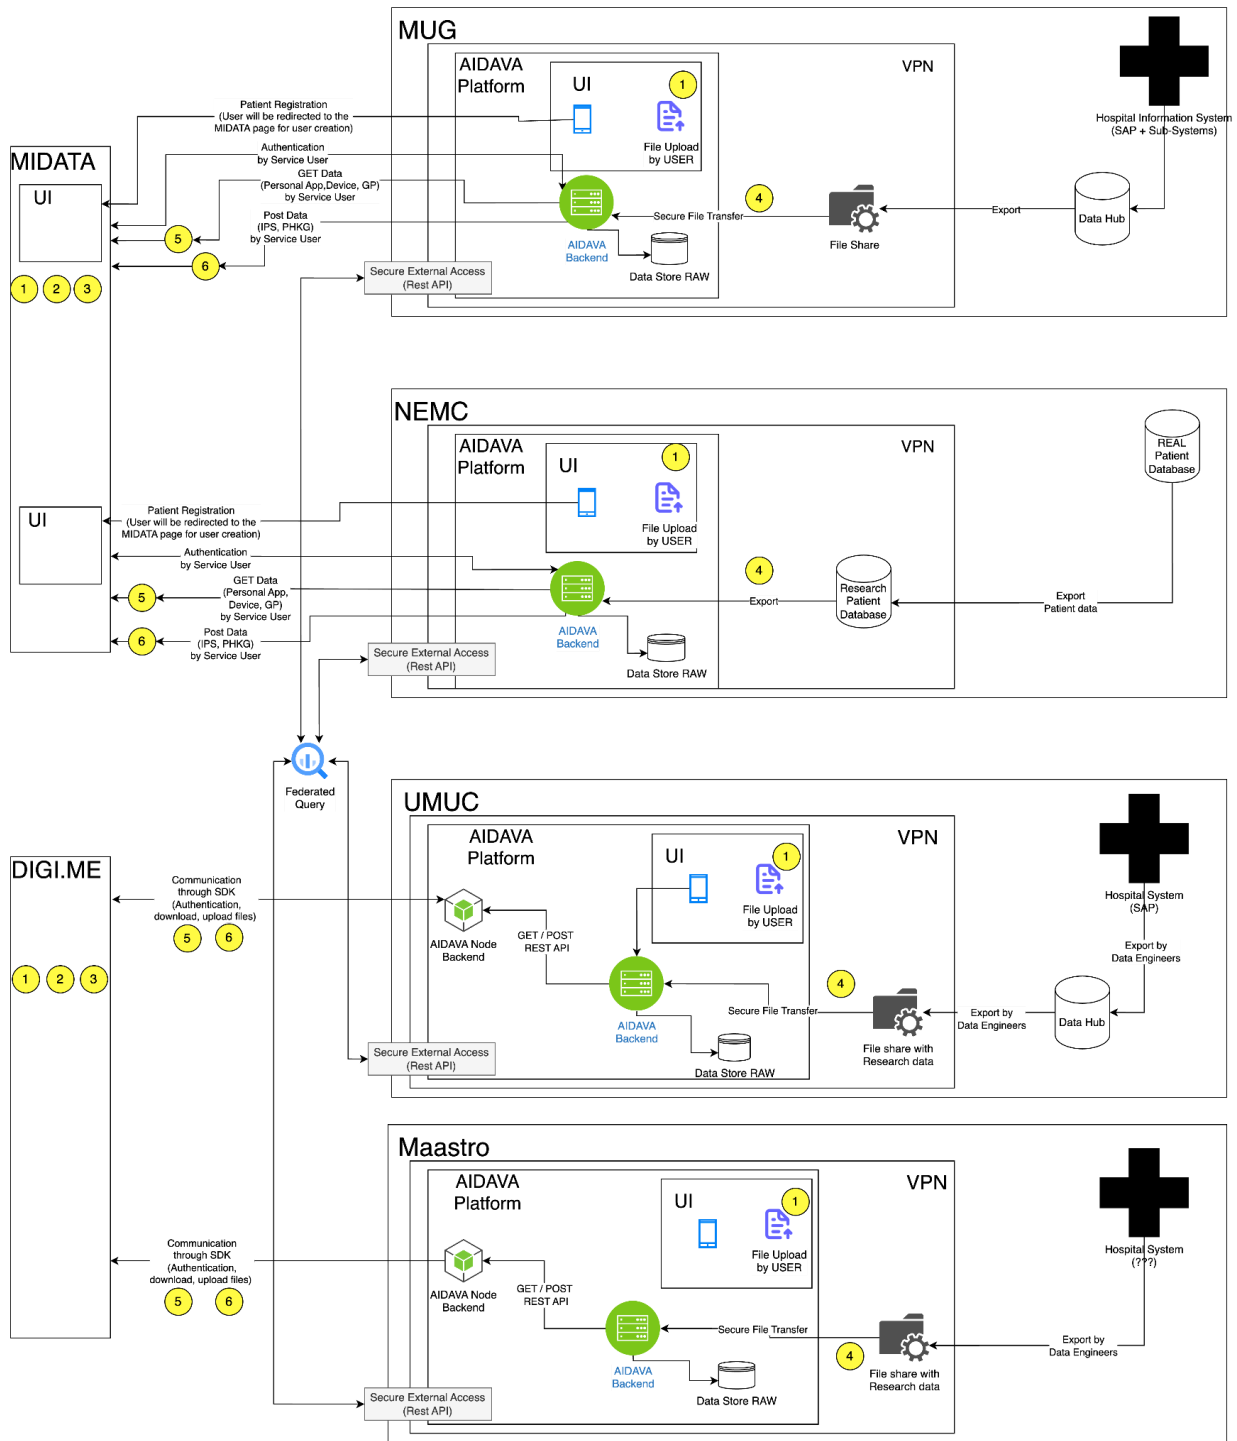 MUG
AIDAVA
Platform
UI
1
File Upload
by USER
VPN
Hospital Information System
(SAP + Sub-Systems)
Patient Registration
(User will be redirected to the
MIDATA page for user creation)
Authentication
by Service User
GET Data
(Personal App,Device, GP)
by Service User
Post Data
(IPS, PHKG)
by Service User
5
6
MIDATA
UI
1
2
3
AIDAVA
Backend
Data Store RAW
Secure File Transfer
4
File Share
Export
Data Hub
Secure External Access
(Rest API)
NEMC
AIDAVA
Platform
UI
1
File Upload
by USER
VPN
REAL
Patient
Database
UI
Patient Registration
(User will be redirected to the
MIDATA page for user creation)
Authentication
by Service User
GET Data
(Personal App,
Device, GP)
by Service User
5
Post Data
(IPS, PHKG)
by Service User
6
AIDAVA
Backend
Data Store RAW
4
Export
Research
Patient
Database
Export
Patient data
Secure External Access
(Rest API)
Federated
Query
UMUC
AIDAVA
Platform
UI
1
File Upload
by USER
VPN
Hospital System
(SAP)
Export by
Data Engineers
DIGI.ME
1
2
3
Communication
through SDK
(Authentication,
download, upload files)
5
6
AIDAVA Node
Backend
GET / POST
REST API
AIDAVA
Backend
Data Store RAW
Secure File Transfer
4
File share with
Research data
Export by
Data Engineers
Data Hub
Secure External Access
(Rest API)
Maastro
AIDAVA
Platform
UI
1
File Upload
by USER
VPN
Hospital System
(???)
Communication
through SDK
(Authentication,
download, upload files)
5
6
AIDAVA Node
Backend
GET / POST
REST API
AIDAVA
Backend
Data Store RAW
Secure File Transfer
4
File share with
Research data
Export by
Data Engineers
Secure External Access
(Rest API)